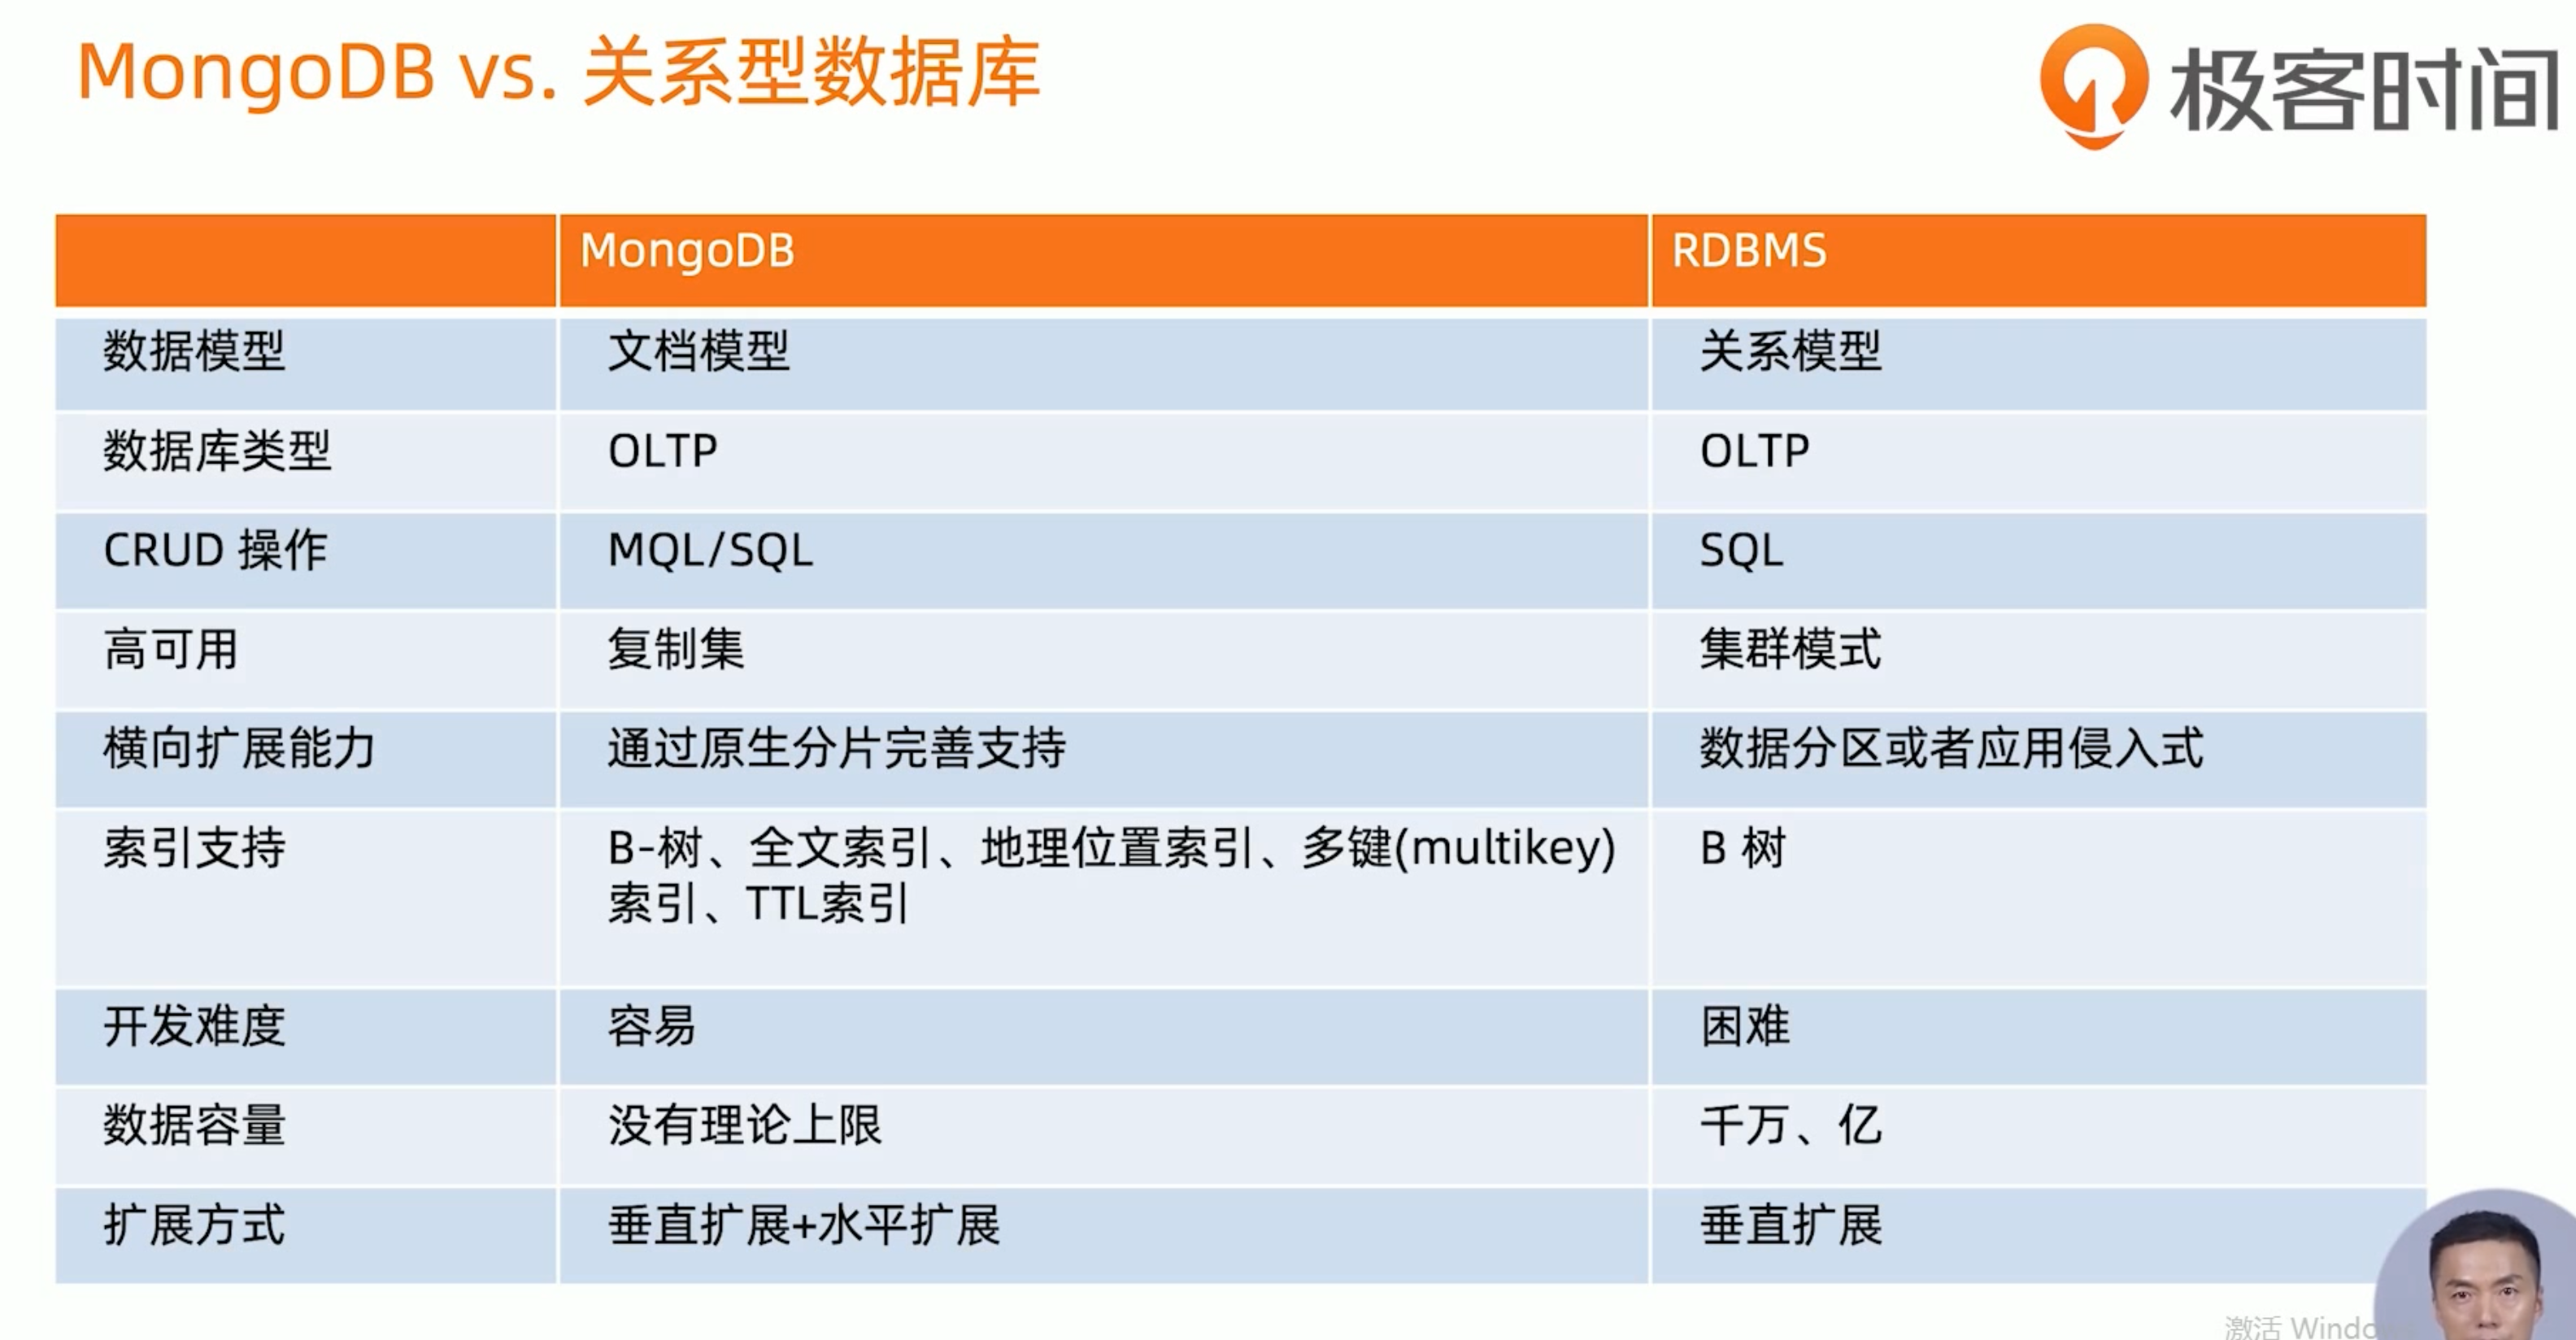 MongoDB vs. 关系型数据库
极客时间
MongoDB RDBMS
数据模型 文档模型 关系模型
数据库类型 OLTP OLTP
CRUD 操作 MQL/SQL SQL
高可用 复制集 集群模式
横向扩展能力 通过原生分片完善支持 数据分区或者应用侵入式
索引支持 B-树、全文索引、地理位置索引、多键(multikey) B 树
索引、TTL索引
开发难度 容易 困难
数据容量 没有理论上限 千万、亿
扩展方式 垂直扩展+水平扩展 垂直扩展
激活 Windo